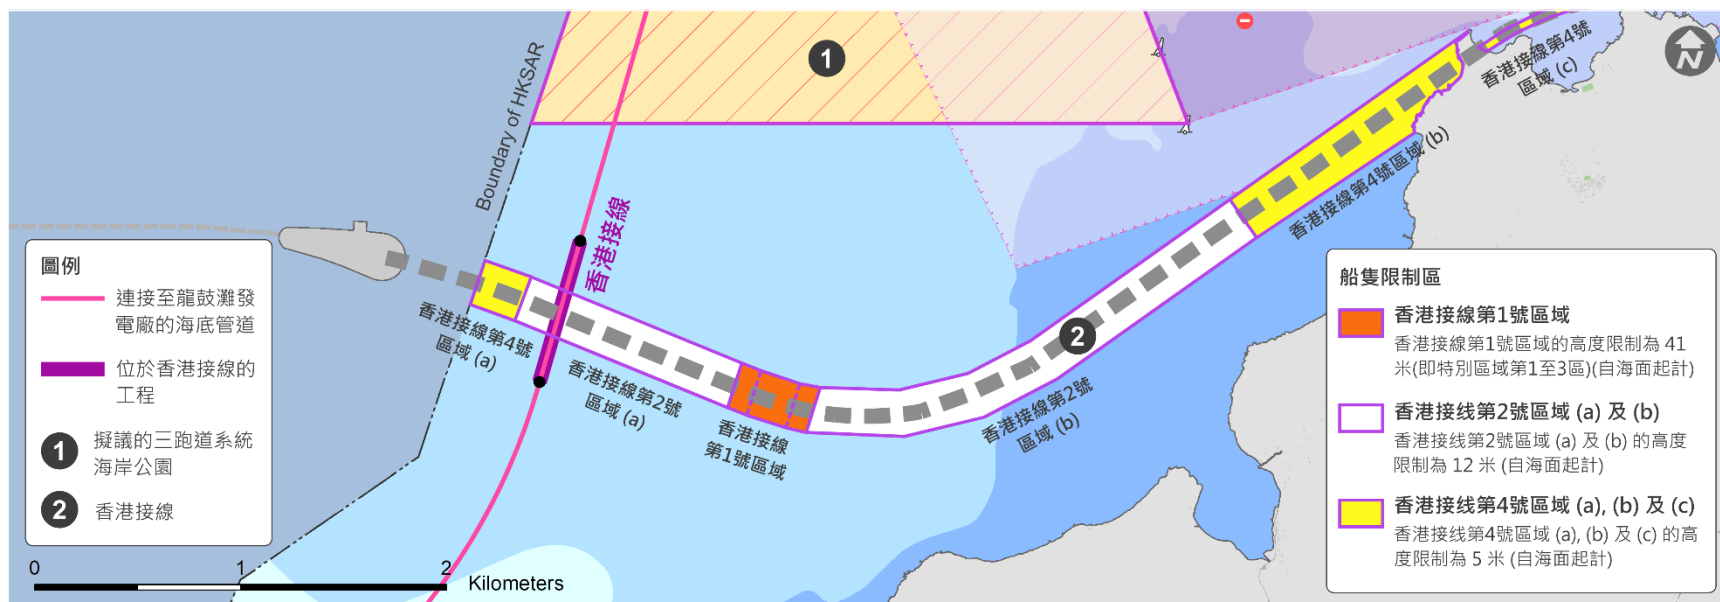 Boundary of HKSAR
1
香港接線第4號
區域 (c)
香港接線
香港接線第4號區域 (b)
香港接線第4號
區域 (a)
香港接線第2號
區域 (a)
香港接線
第1號區域
2
香港接線第2號
區域 (b)
N
圖例
連接至龍鼓灘發
電廠的海底管道
位於香港接線的
工程
1
擬議的三跑道系統
海岸公園
2
香港接線
0
1
2
Kilometers
船隻限制區
香港接線第1號區域
香港接線第1號區域的高度限制為 41
米(即特別區域第1至3區)(自海面起計)
香港接线第2號區域 (a) 及 (b)
香港接线第2號區域 (a) 及 (b) 的高度
限制為 12 米 (自海面起計)
香港接线第4號區域 (a), (b) 及 (c)
香港接线第4號區域 (a), (b) 及 (c) 的高
度限制為 5 米 (自海面起計)